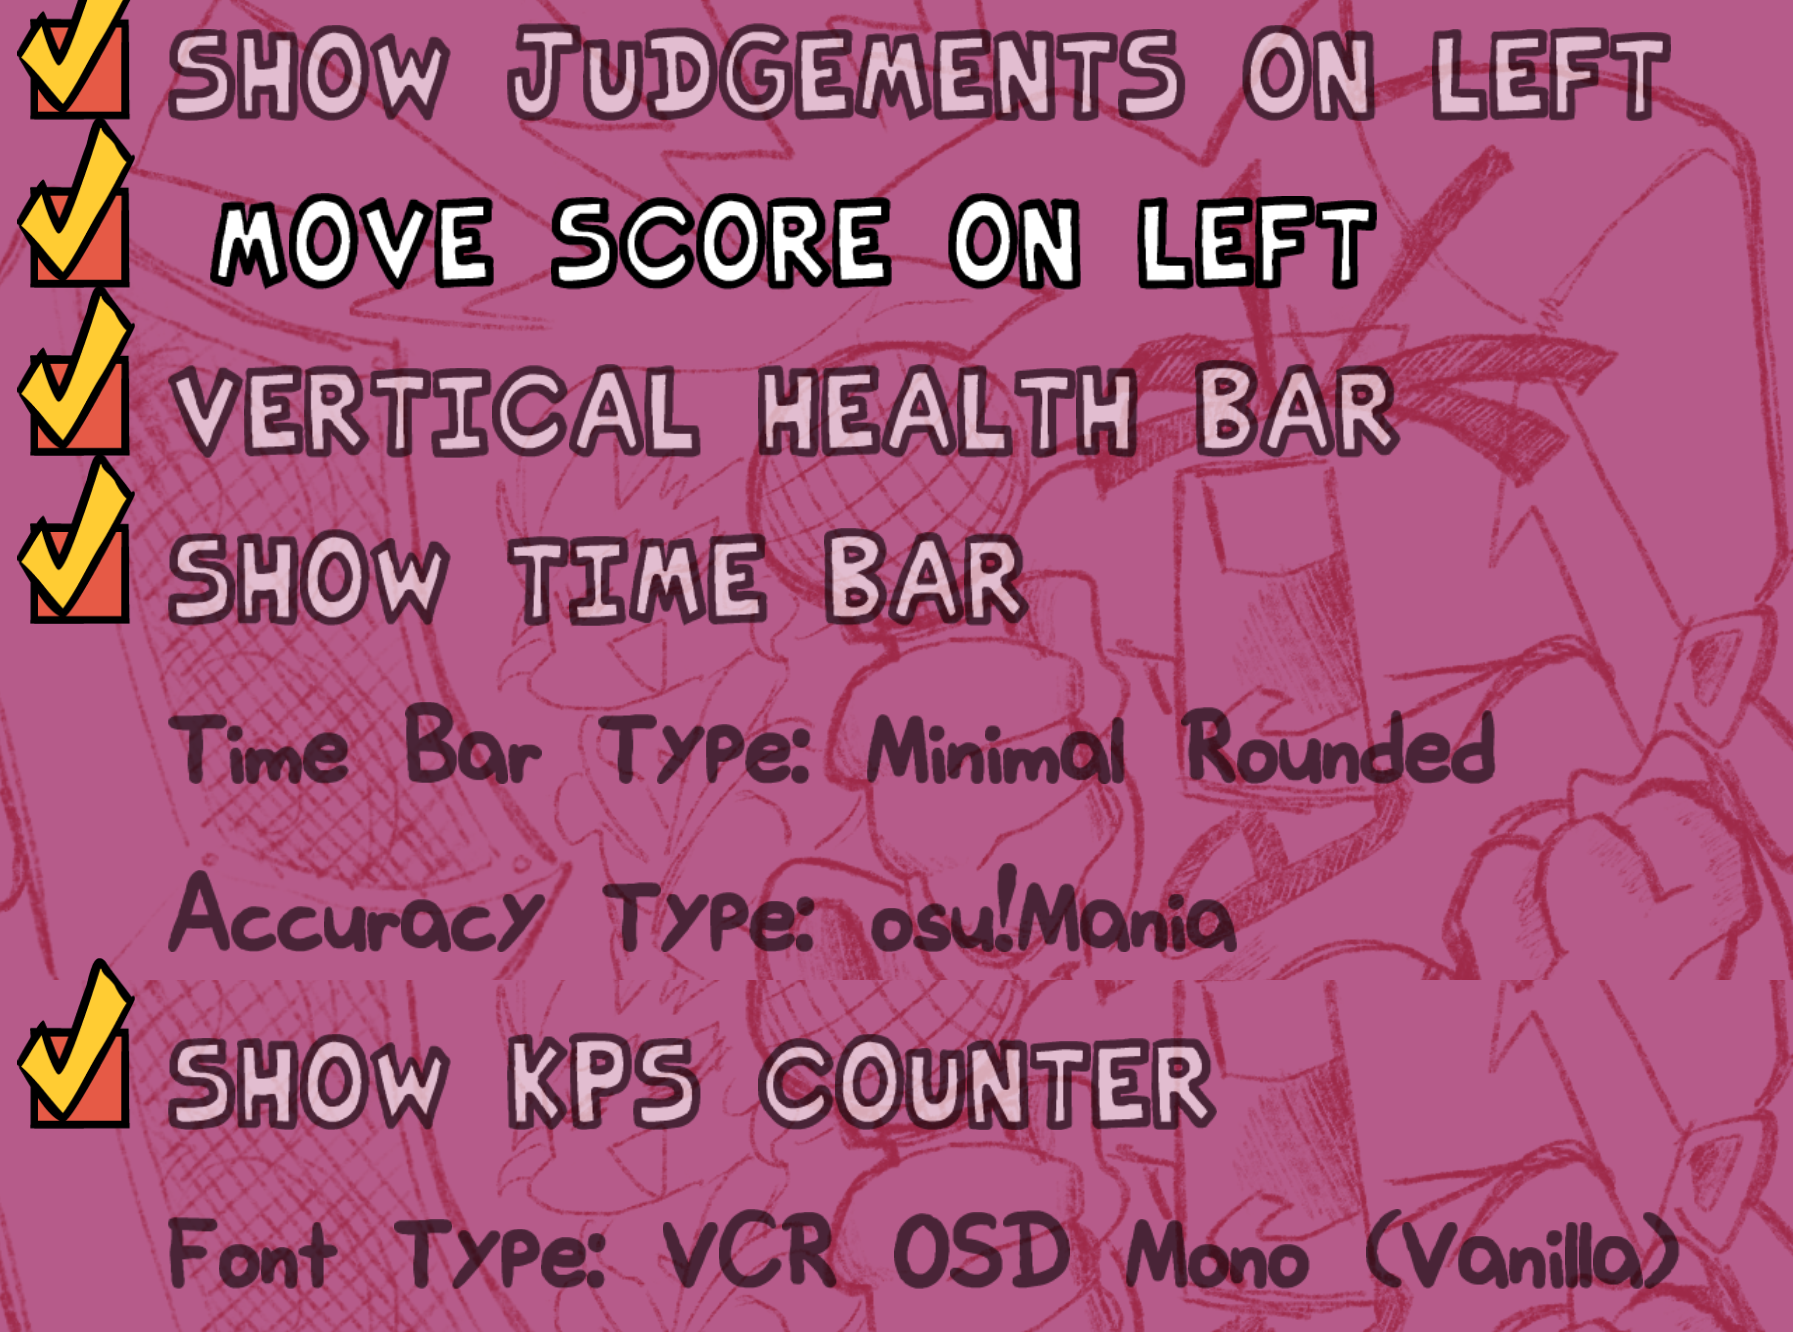 SHOW JUDGEMENTS ON LEFT
MOVE SCORE ON LEFT
VERTICAL HEALTH BAR
SHOW TIME BAR
Time Bar Type: Minimal Rounded
Accuracy Type: osu!Mania
SHOW KPS COUNTER
Font Type: VCR OSD Mono (Vanilla)